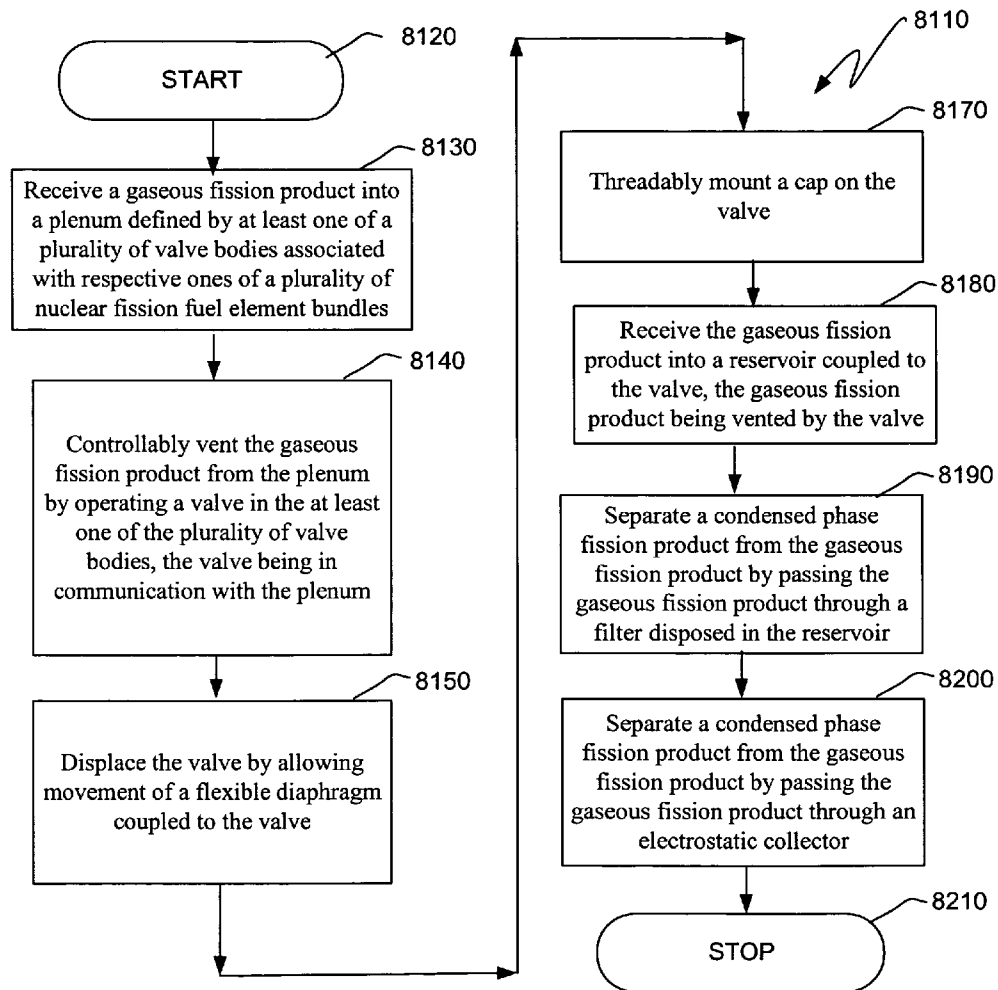 8120
START
8130
Receive a gaseous fission product into
a plenum defined by at least one of a
plurality of valve bodies associated
with respective ones of a plurality of
nuclear fission fuel element bundles
8140
Controllably vent the gaseous
fission product from the plenum
by operating a valve in the at least
one of the plurality of valve
bodies, the valve being in
communication with the plenum
8150
Displace the valve by allowing
movement of a flexible diaphragm
coupled to the valve
8110
8170
Threadably mount a cap on the
valve
8180
Receive the gaseous fission
product into a reservoir coupled to
the valve, the gaseous fission
product being vented by the valve
8190
Separate a condensed phase
fission product from the gaseous
fission product by passing the
gaseous fission product through a
filter disposed in the reservoir
8200
Separate a condensed phase
fission product from the gaseous
fission product by passing the
gaseous fission product through an
electrostatic collector
8210
STOP